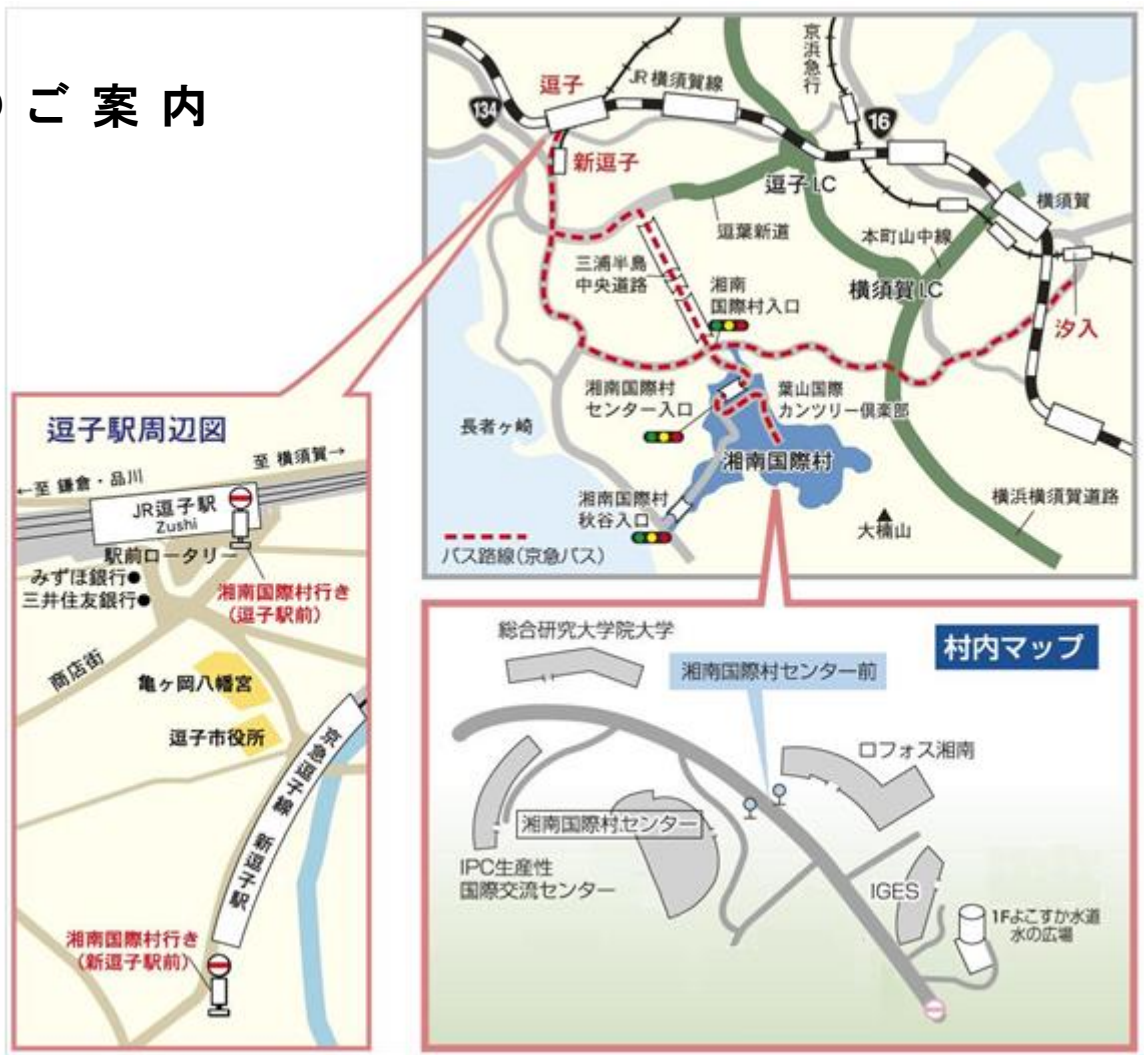 ご案内
134
逗子
JR横須賀線
京浜急行
16
新逗子
逗子I.C
横須賀
逗葉新道
本町山中線
三浦半島
中央道路
湘南
国際村入口
横須賀I.C
汐入
湘南国際村
センター入口
葉山国際
カンツリー倶楽部
長者ヶ崎
湘南国際村
湘南国際村
秋谷入口
横浜横須賀道路
大楠山
バス路線(京急バス)
逗子駅周辺図
至 横須賀→
←至 鎌倉・品川
JR逗子駅
Zushi
駅前ロータリー
みずほ銀行●
三井住友銀行●
湘南国際村行き
(逗子駅前)
商店街
亀ヶ岡八幡宮
逗子市役所
京急逗子線 新逗子駅
湘南国際村行き
(新逗子駅前)
村内マップ
総合研究大学院大学
湘南国際村センター前
ロフォス湘南
湘南国際村センター
IPC生産性
国際交流センター
IGES
1Fよこすか水道
水の広場